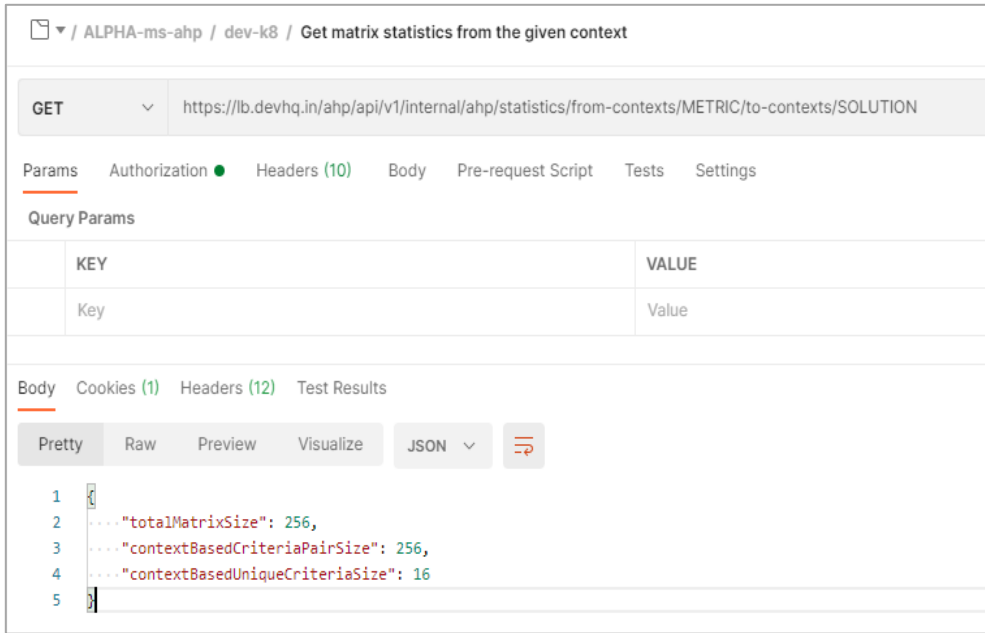 / ALPHA-ms-ahp / dev-k8 / Get matrix statistics from the given context
GET https://lb.devhq.in/ahp/api/v1/internal/ahp/statistics/from-contexts/METRIC/to-contexts/SOLUTION
Params Authorization Headers (10) Body Pre-request Script Tests Settings
Query Params
KEY VALUE
Key Value
Body Cookies (1) Headers (12) Test Results
Pretty Raw Preview Visualize JSON
1 {
2 "totalMatrixSize": 256,
3 "contextBasedCriteriaPairSize": 256,
4 "contextBasedUniqueCriteriaSize": 16
5 }